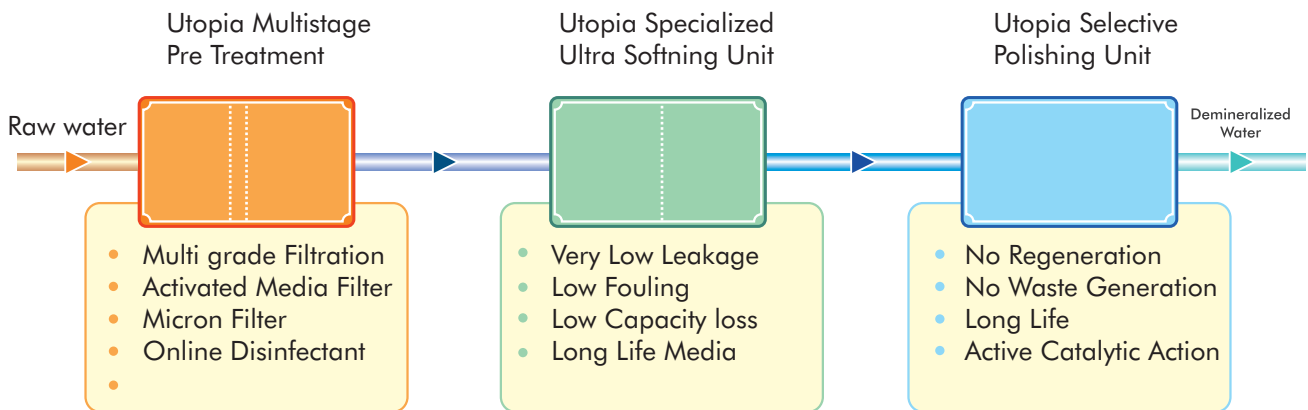 Utopia Multistage
Pre Treatment
Utopia Specialized
Ultra Softning Unit
Utopia Selective
Polishing Unit
Raw water
Demineralized
Water
Multi grade Filtration
Activated Media Filter
Micron Filter
Online Disinfectant
Very Low Leakage
Low Fouling
Low Capacity loss
Long Life Media
No Regeneration
No Waste Generation
Long Life
Active Catalytic Action